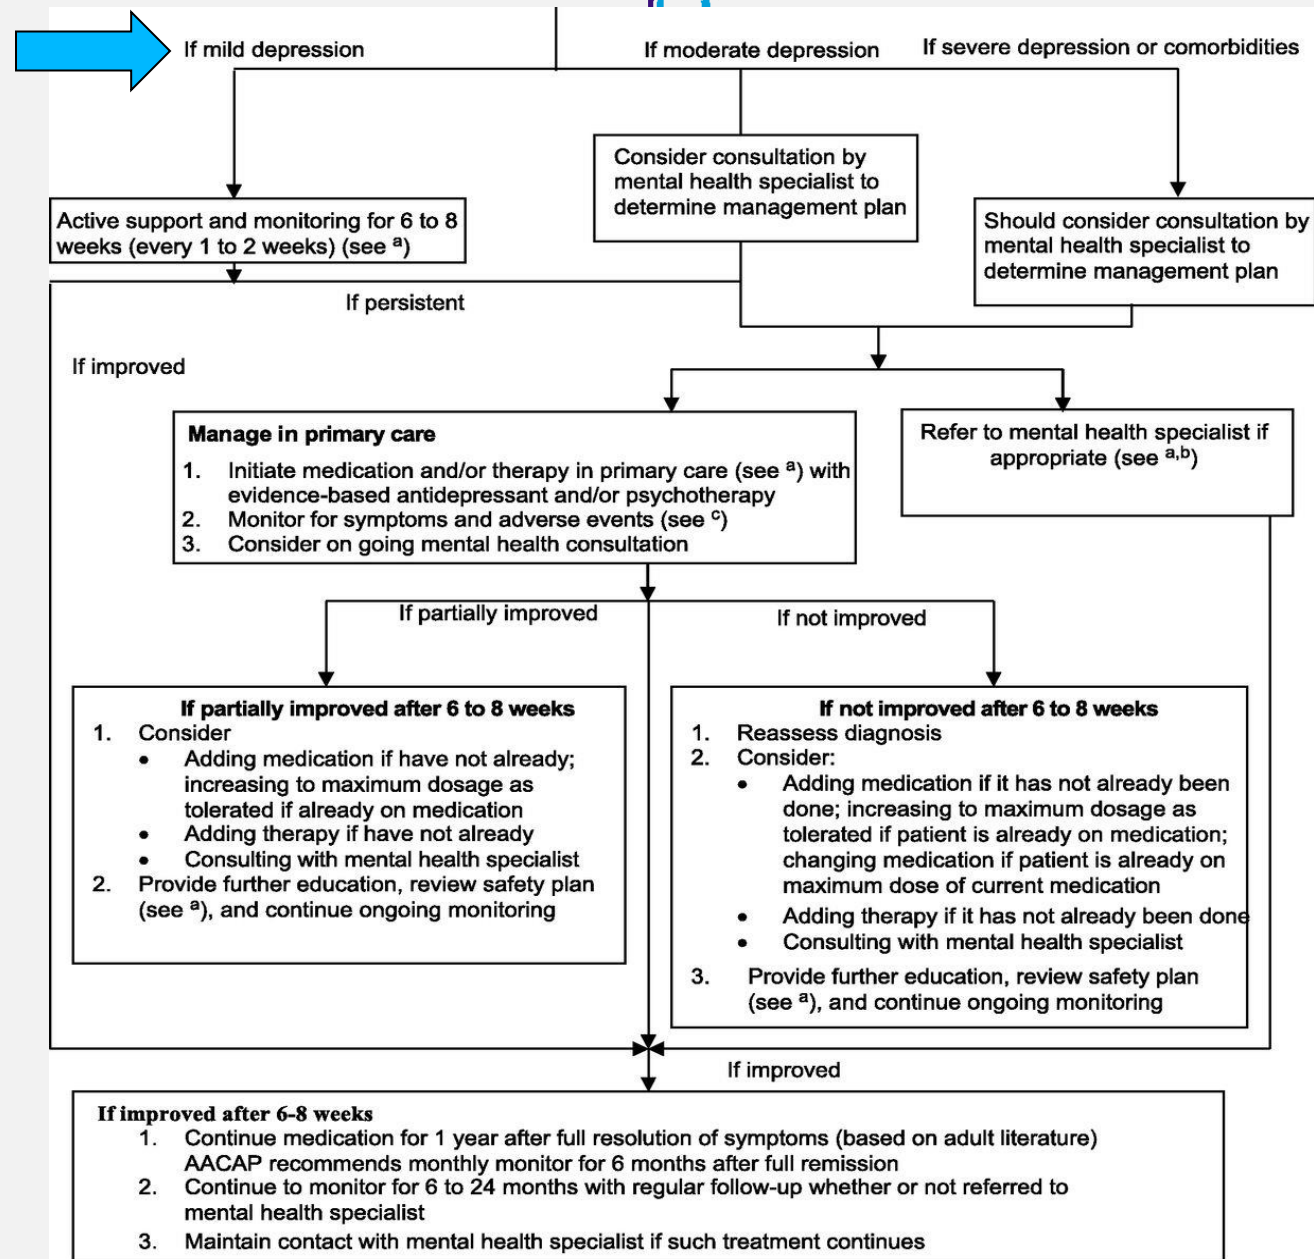 If mild depression
If moderate depression
If severe depression or comorbidities
Consider consultation by
mental health specialist to
determine management plan
Active support and monitoring for 6 to 8
weeks (every 1 to 2 weeks) (see a)
Should consider consultation by
mental health specialist to
determine management plan
If persistent
If improved
Manage in primary care
1. Initiate medication and/or therapy in primary care (see a) with
evidence-based antidepressant and/or psychotherapy
2. Monitor for symptoms and adverse events (see c)
3. Consider on going mental health consultation
Refer to mental health specialist if
appropriate (see a,b)
If partially improved
If not improved
If partially improved after 6 to 8 weeks
1. Consider
• Adding medication if have not already;
increasing to maximum dosage as
tolerated if already on medication
• Adding therapy if have not already
• Consulting with mental health specialist
2. Provide further education, review safety plan
(see a), and continue ongoing monitoring
If not improved after 6 to 8 weeks
1. Reassess diagnosis
2. Consider:
• Adding medication if it has not already been
done; increasing to maximum dosage as
tolerated if patient is already on medication;
changing medication if patient is already on
maximum dose of current medication
• Adding therapy if it has not already been done
• Consulting with mental health specialist
3. Provide further education, review safety plan
(see a), and continue ongoing monitoring
If improved
If improved after 6-8 weeks
1. Continue medication for 1 year after full resolution of symptoms (based on adult literature)
AACAP recommends monthly monitor for 6 months after full remission
2. Continue to monitor for 6 to 24 months with regular follow-up whether or not referred to
mental health specialist
3. Maintain contact with mental health specialist if such treatment continues